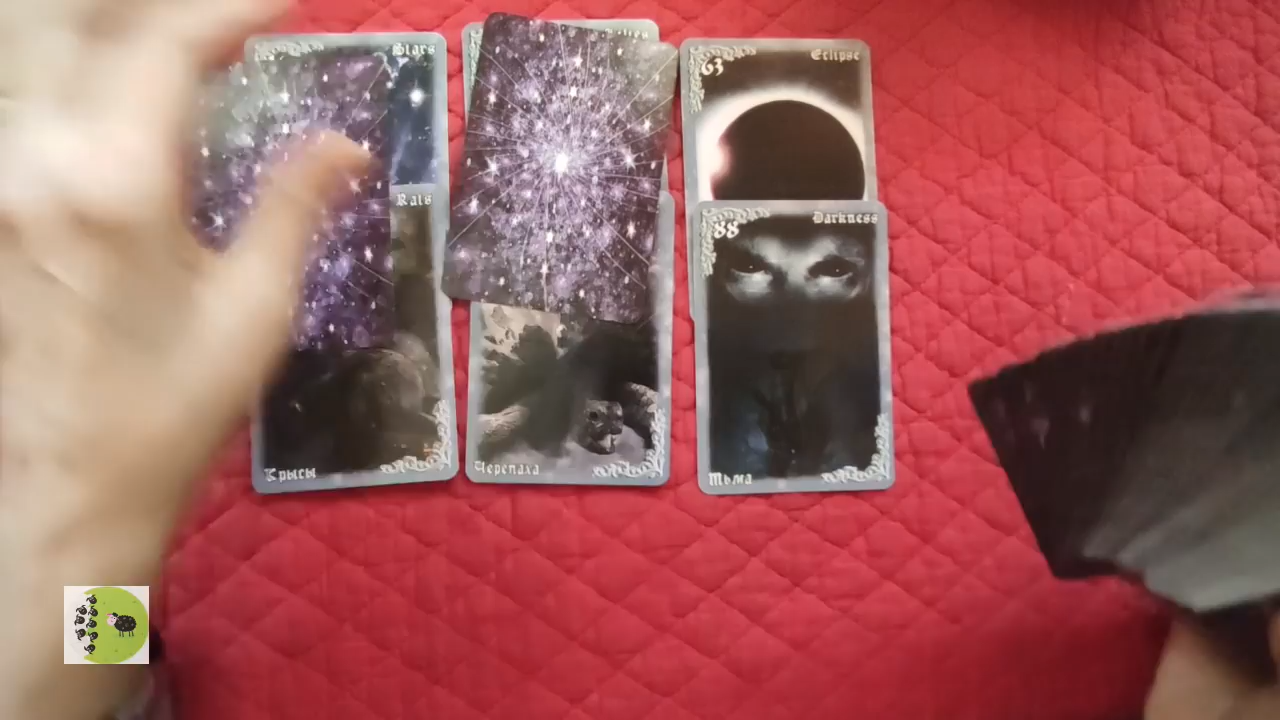 Stars
63
Eclipse
Rats
88
Darkness
Крысы
Черепаха
Тьма